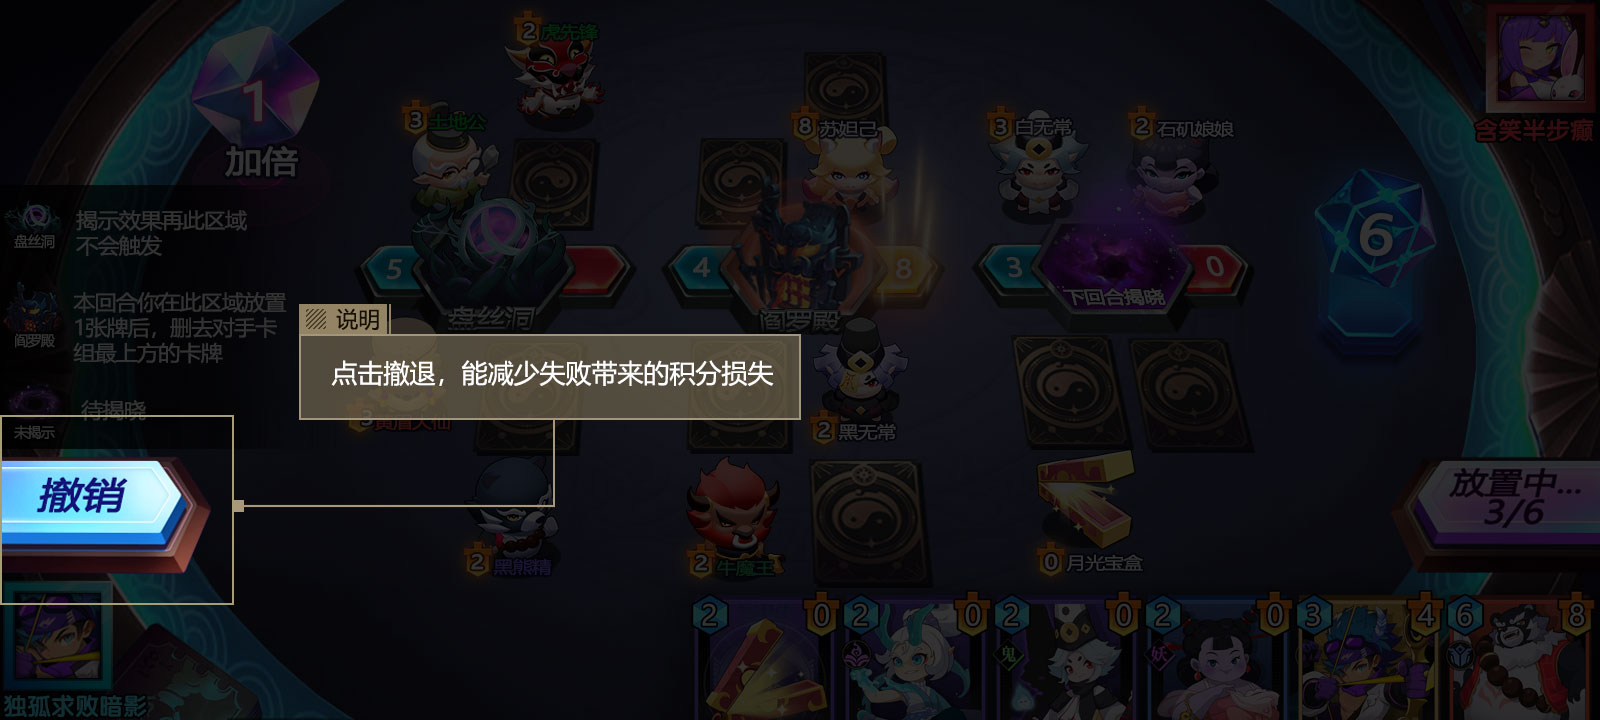 2虎先锋
1
加倍
3土地公
8苏妲己
3白无常
2石矶娘娘
含笑半步癫
6
揭示效果再此区域
不会触发
盘丝洞
5
4
8
3
0
下回合揭晓
盘丝洞
阎罗殿
本回合你在此区域放置
1张牌后，删去对手卡
组最上方的卡牌
阎罗殿
说明
点击撤退，能减少失败带来的积分损失
待揭晓
未揭示
3黄眉大仙
2黑无常
撤销
放置中...
3/6
2黑熊精
2牛魔王
0月光宝盒
独孤求败暗影
2 0
2 0
2 0
鬼
2 0
妖
3 4
6 8